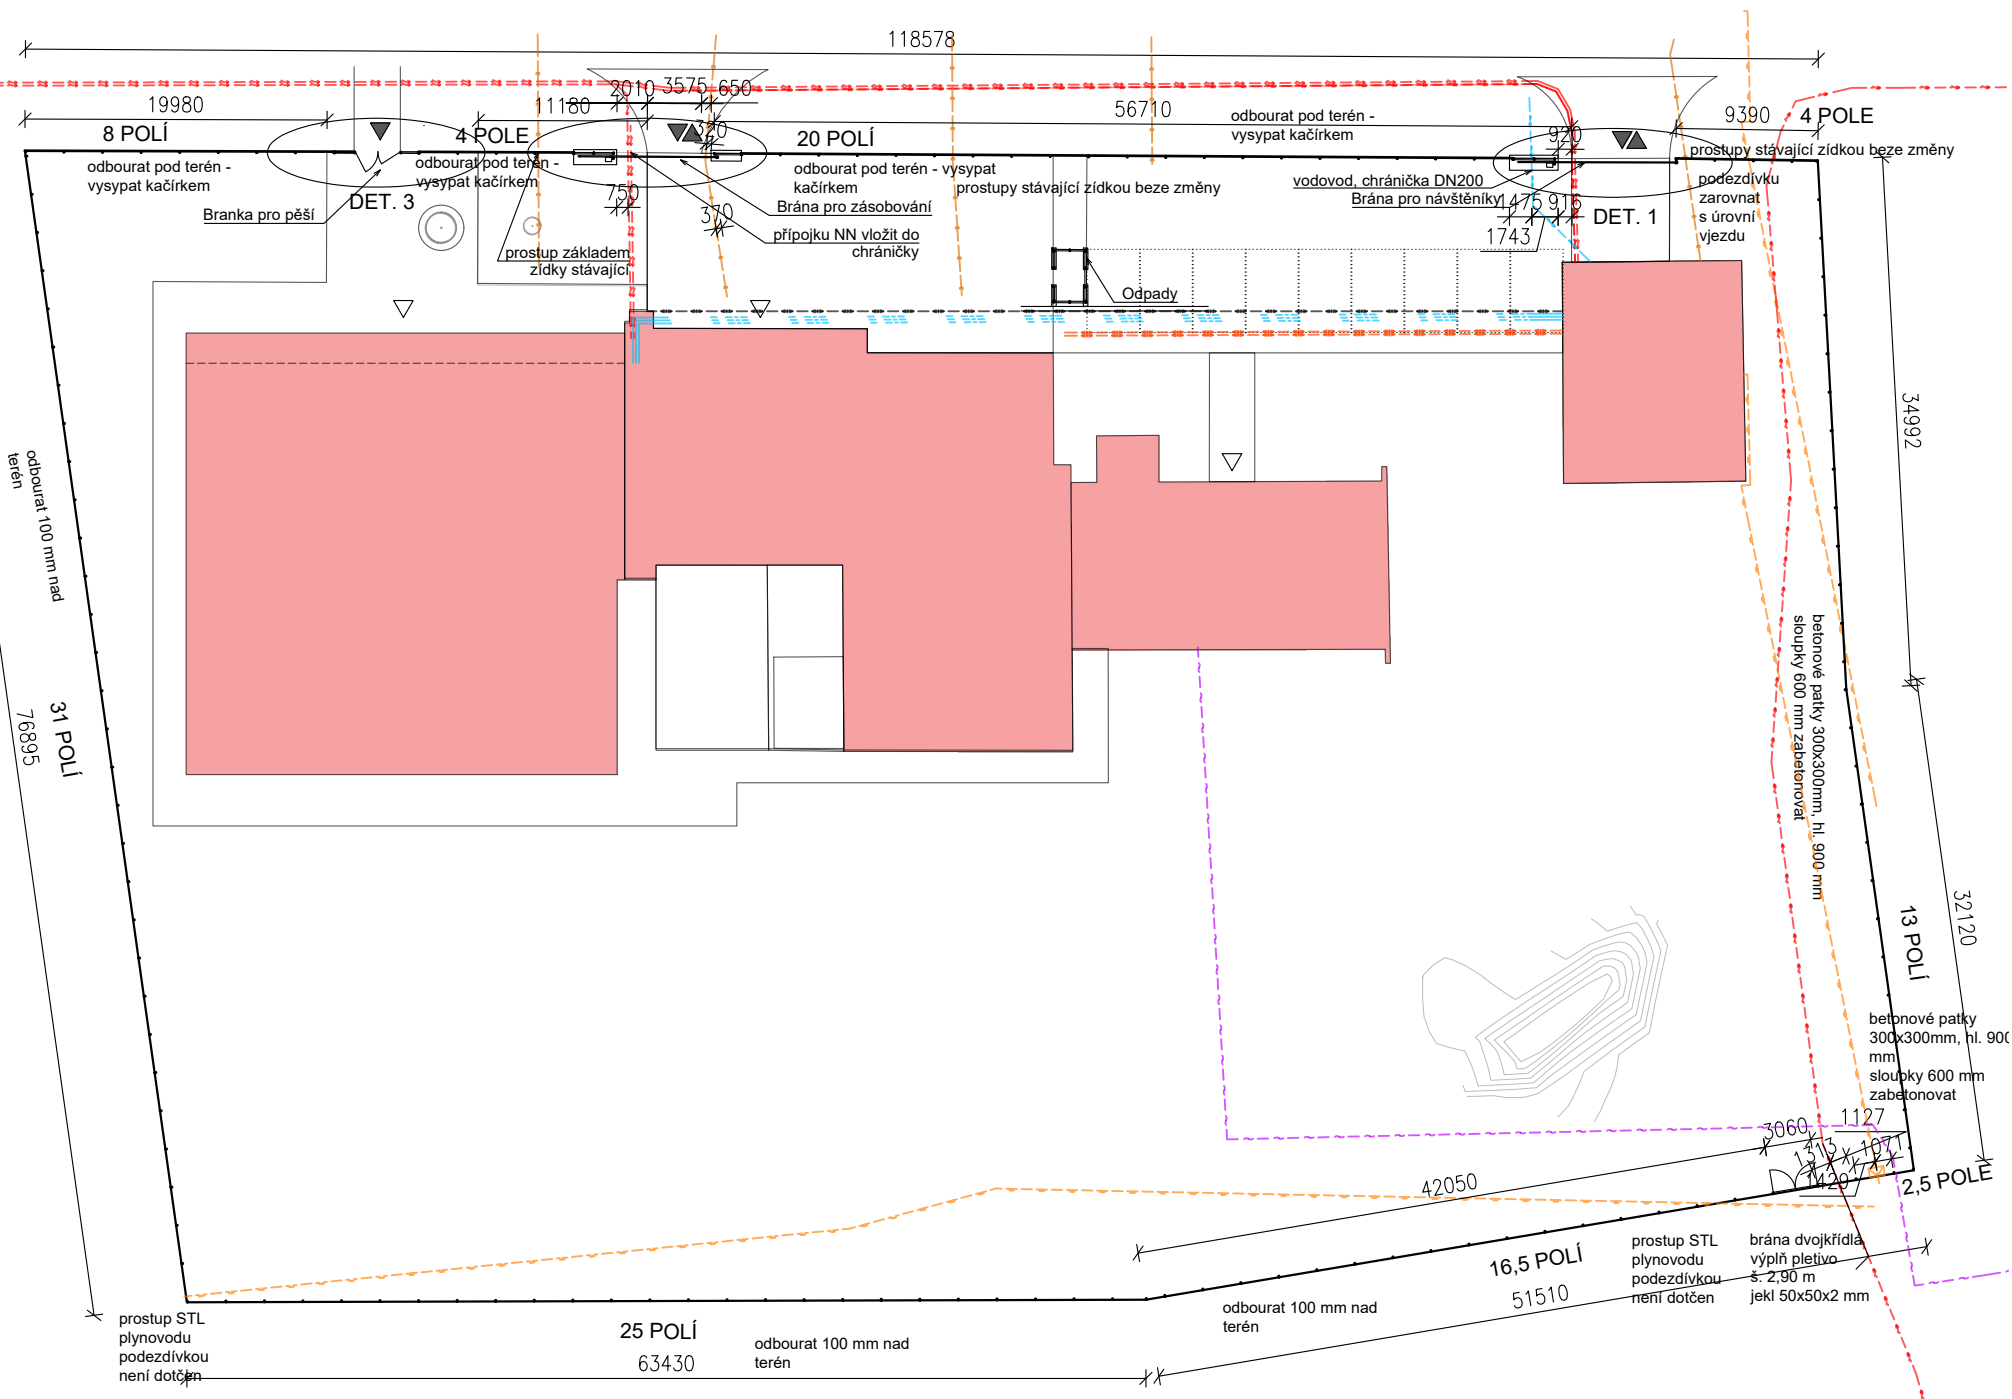 118578
19980
11180
2010
3575
650
56710
9390
4 POLE
8 POLÍ
4 POLE
20 POLÍ
320
920
odbourat pod terén -
vysypat kačírkem
odbourat pod terén -
vysypat kačírkem
odbourat pod terén - vysypat
kačírkem
odbourat pod terén -
vysypat kačírkem
prostupy stávající zídkou beze změny
prostupy stávající zídkou beze změny
Branka pro pěší
DET. 3
750
370
Brána pro zásobování
přípojku NN vložit do
chráničky
prostup základem
zídky stávající
vodovod, chránička DN200
Brána pro návštěníky
1475
916
1743
DET. 1
podezdívku
zarovnat
s úrovní
vjezdu
Odpady
34992
odbourat 100 mm nad
terén
31 POLÍ
76895
betonové patky 300x300mm, hl. 900 mm
sloupky 600 mm zabetonovat
13 POLÍ
32120
betonové patky
300x300mm, hl. 900
mm
sloupky 600 mm
zabetonovat
3060
1127
1313
1071
1429
2,5 POLE
42050
16,5 POLÍ
51510
prostup STL
plynovodu
podezdívkou
není dotčen
brána dvojkřídlá
výplň pletivo
š. 2,90 m
jekl 50x50x2 mm
odbourat 100 mm nad
terén
prostup STL
plynovodu
podezdívkou
není dotčen
25 POLÍ
63430
odbourat 100 mm nad
terén